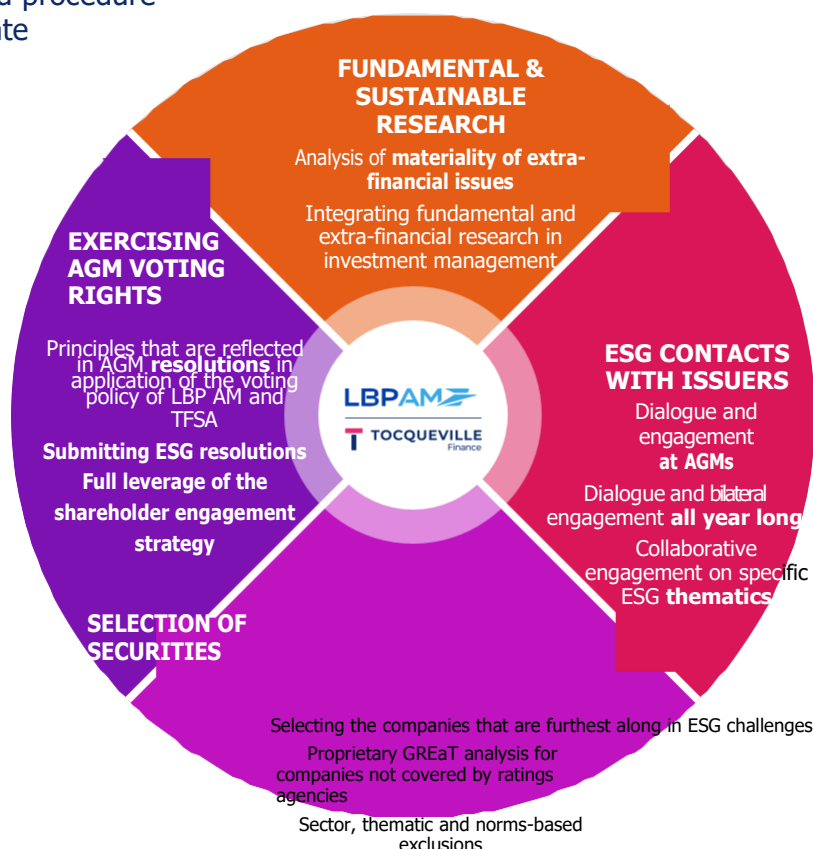 procedure
FUNDAMENTAL &
SUSTAINABLE
RESEARCH
Analysis of materiality of extra-
financial issues
Integrating fundamental and
extra-financial research in
investment management
EXERCISING
AGM VOTING
RIGHTS
Principles that are reflected
in AGM resolutions in
application of the voting
policy of LBP AM and
TFSA
Submitting ESG resolutions
Full leverage of the
shareholder engagement
strategy
LBPAM
TOCQUEVILLE
Finance
ESG CONTACTS
WITH ISSUERS
Dialogue and
engagement
at AGMs
Dialogue and bilateral
engagement all year long
Collaborative
engagement on specific
ESG thematics
SELECTION OF
SECURITIES
Selecting the companies that are furthest along in ESG challenges
Proprietary GREaT analysis for
companies not covered by ratings
agencies
Sector, thematic and norms-based
exclusions